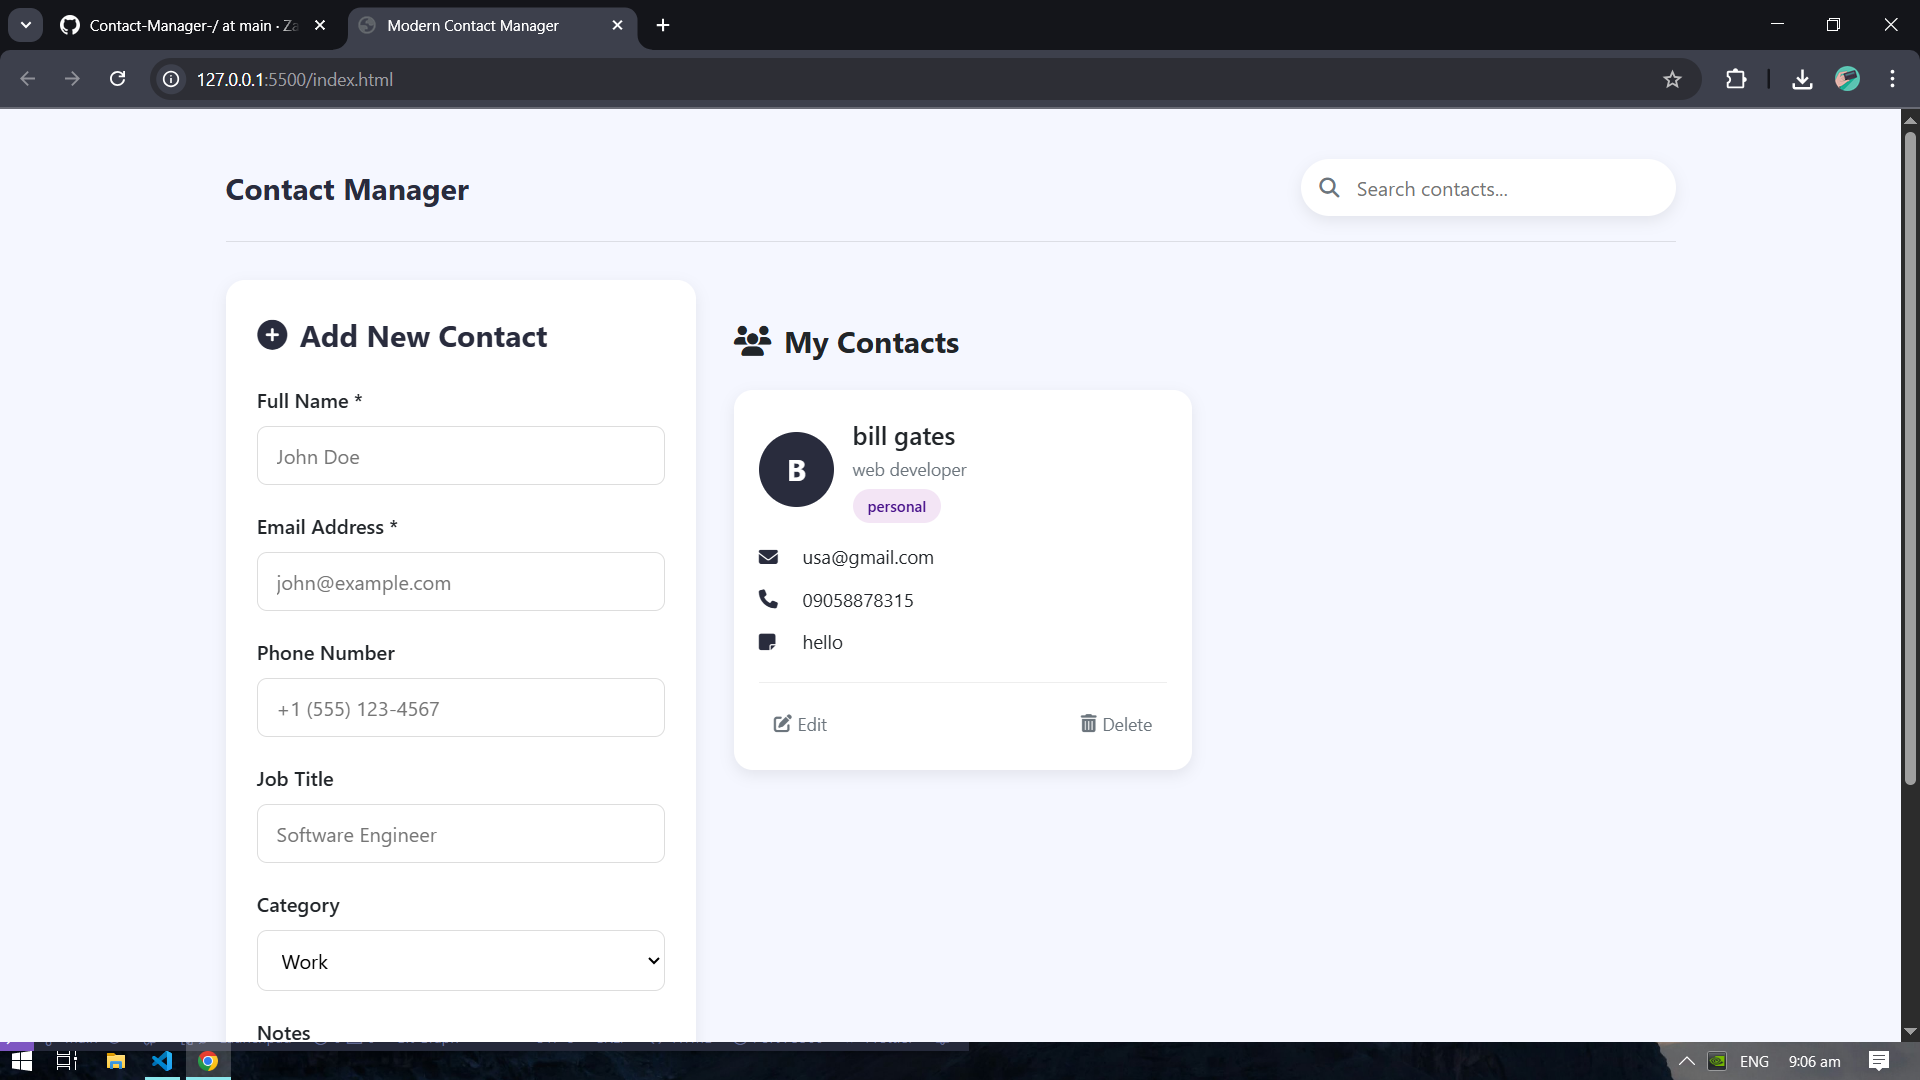 Contact-Manager-/ at main · Za
Modern Contact Manager
127.0.0.1:5500/index.html
Contact Manager
Search contacts...
Add New Contact
Full Name *
John Doe
Email Address *
john@example.com
Phone Number
+1 (555) 123-4567
Job Title
Software Engineer
Category
Work
Notes
My Contacts
B
bill gates
web developer
personal
usa@gmail.com
09058878315
hello
Edit
Delete
ENG
9:06 am